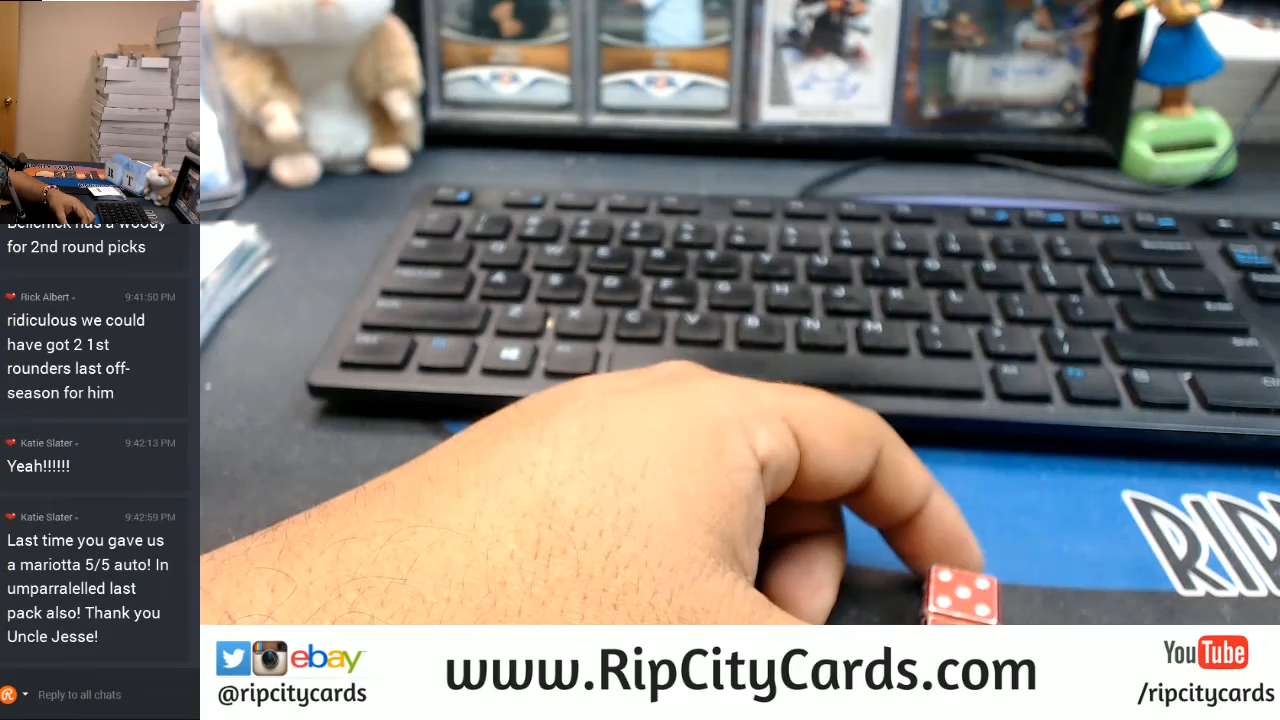 Belichick has a woody
for 2nd round picks
Rick Albert 9:41:50 PM
ridiculous we could
have got 2 1st
rounders last off-
season for him
Katie Slater 9:42:13 PM
Yeah!!!!!!
Katie Slater 9:42:59 PM
Last time you gave us
a mariotta 5/5 auto! In
umparralelled last
pack also! Thank you
Uncle Jesse!
Reply to all chats
RIP
ebay
@ripcitycards
www.RipCityCards.com
YouTube
/ripcitycards